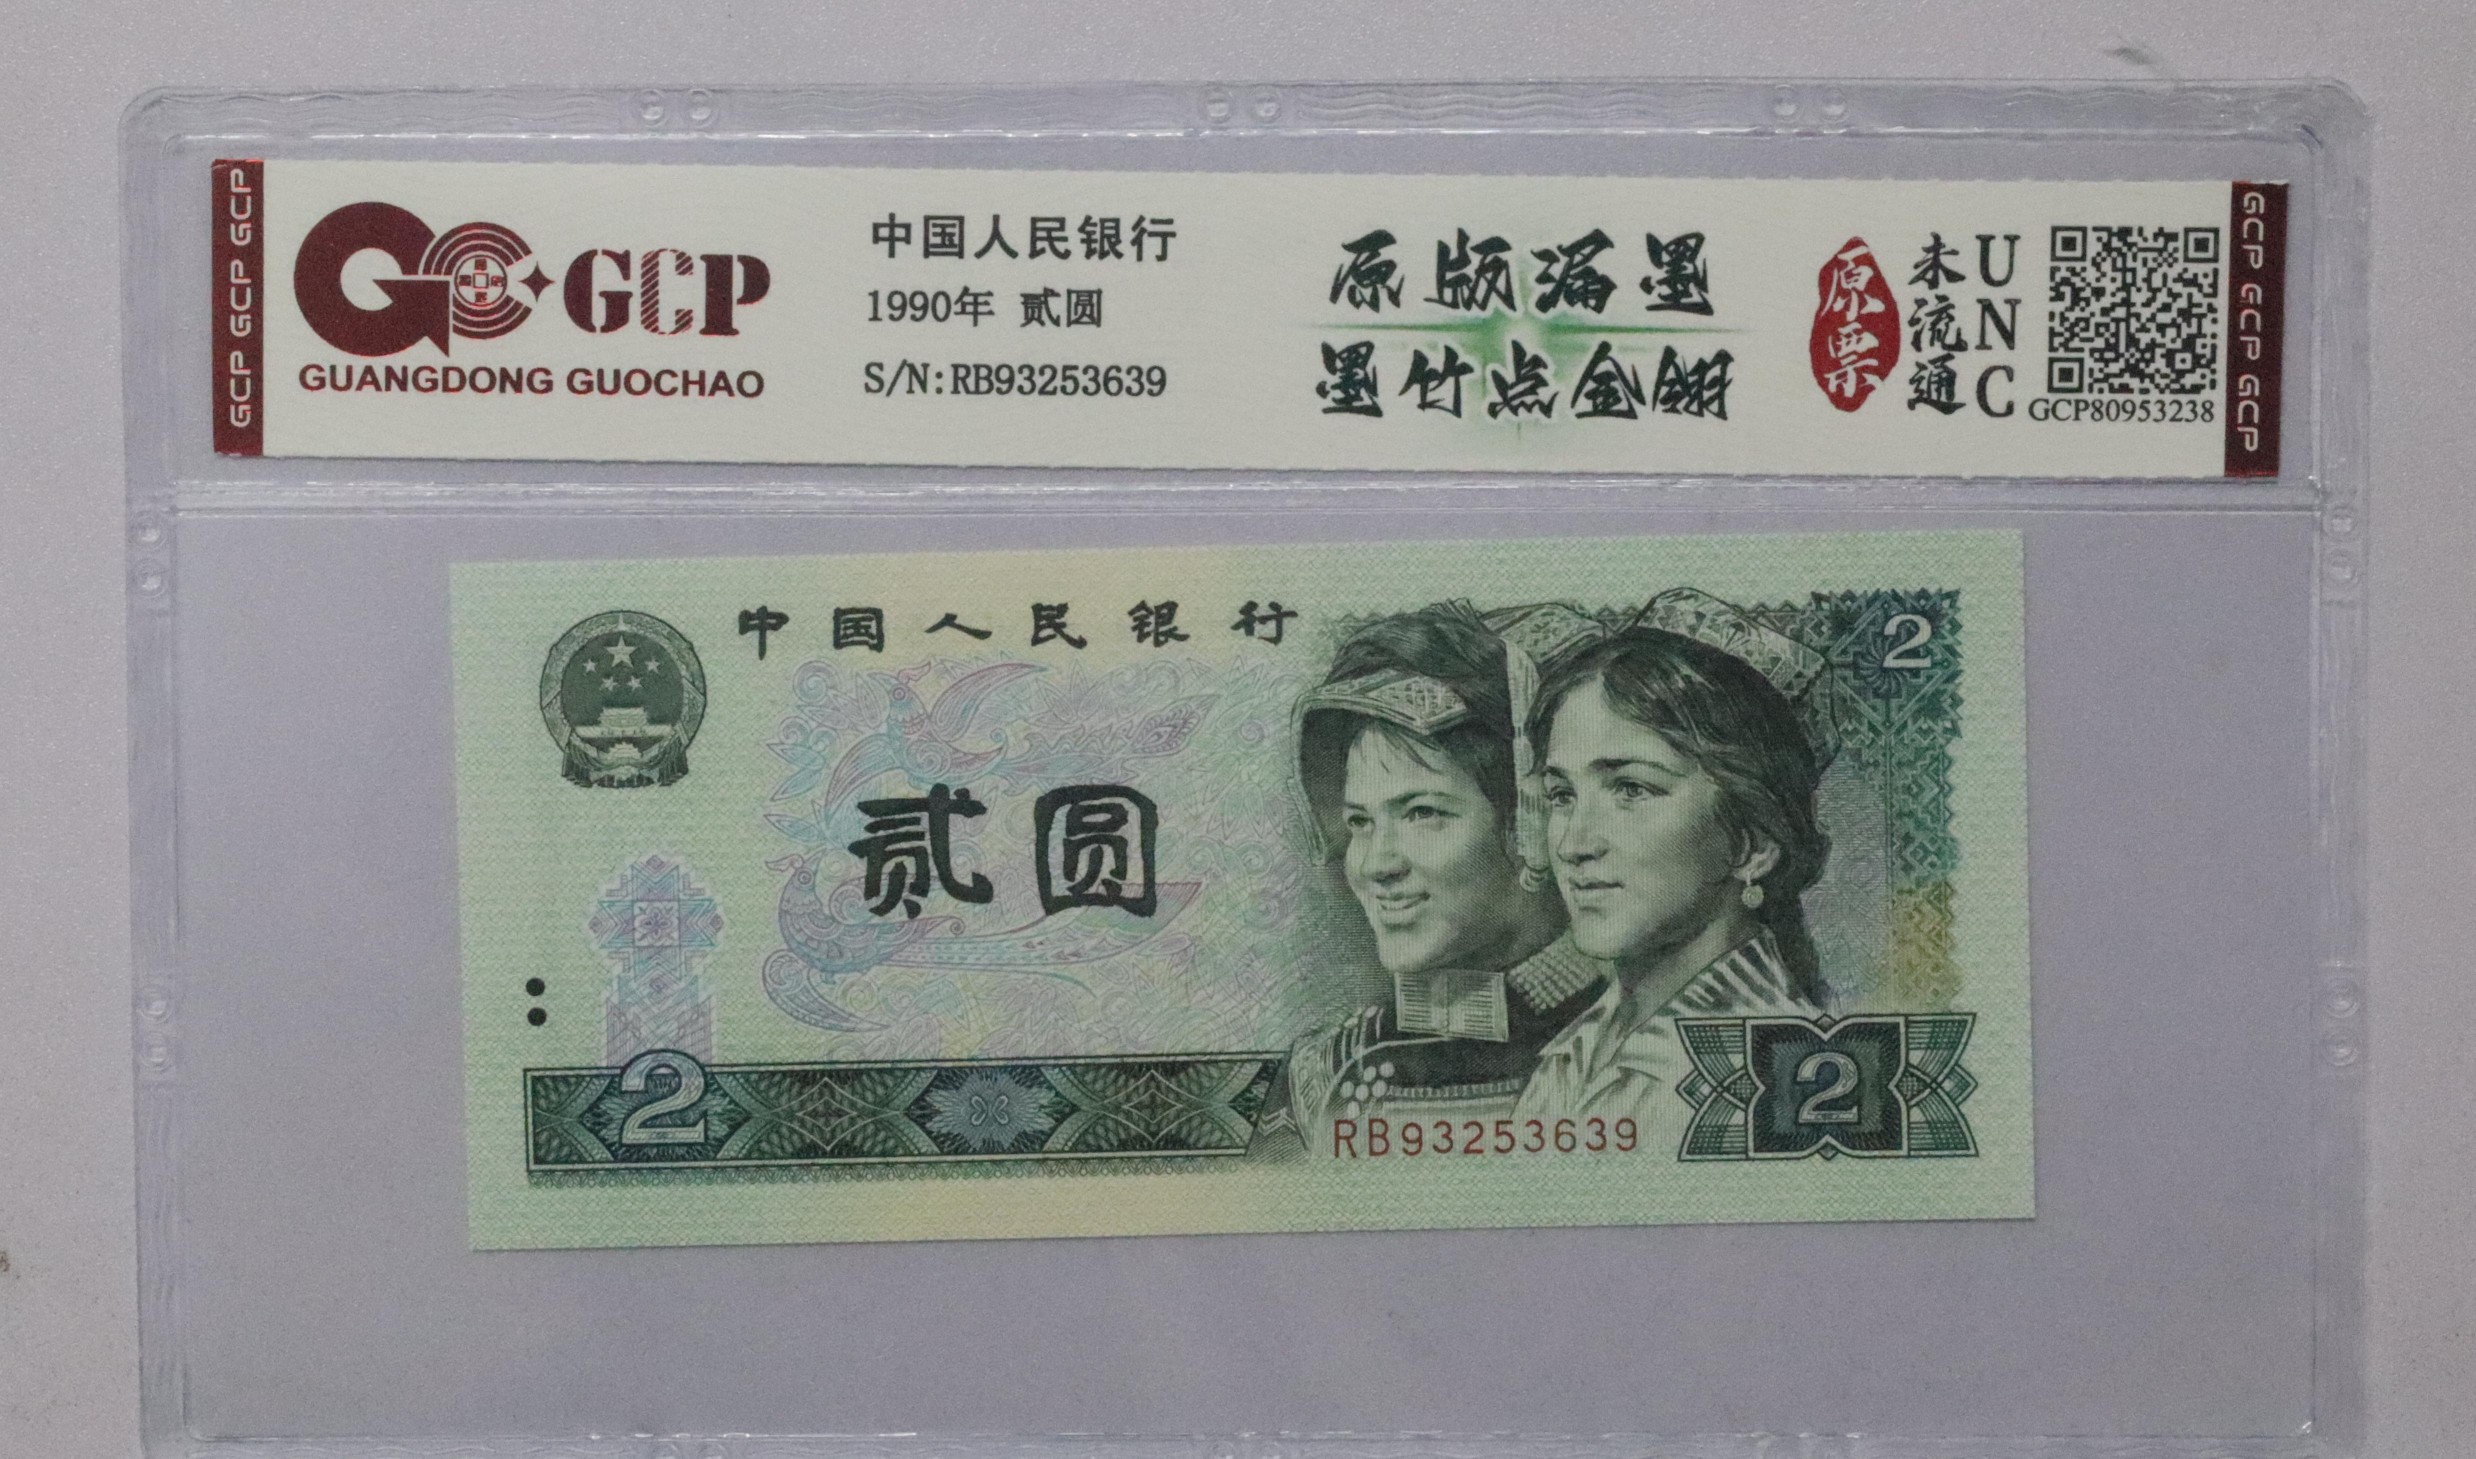 GCP GCP GCP
GCP
GUANGDONG GUOCHAO
中国人民银行
1990年 贰圆
S/N:RB93253639
原版漏墨
墨竹点金翎
原票
未流通
UNC
GCP80953238
GCP GCP GCP
中国人民银行
2
贰圆
2
RB93253639
2